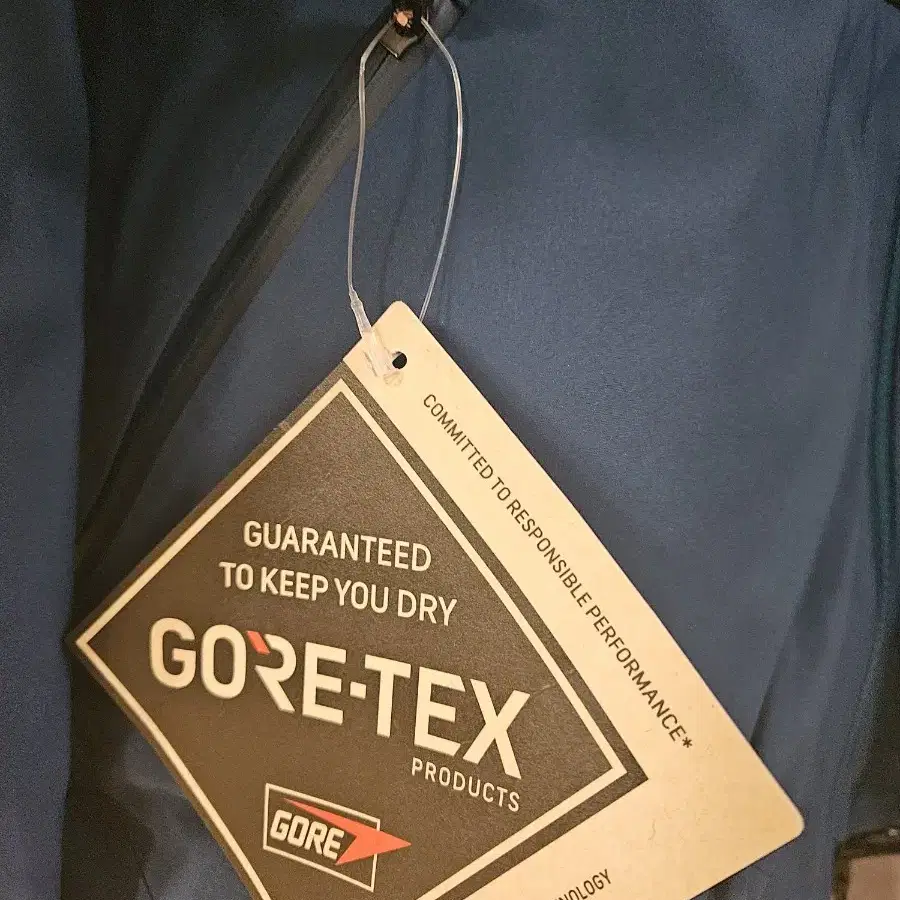 COMMITTED TO RESPONSIBLE PERFORMANCE*
GUARANTEED
TO KEEP YOU DRY
GORE-TEX
PRODUCTS
GORE